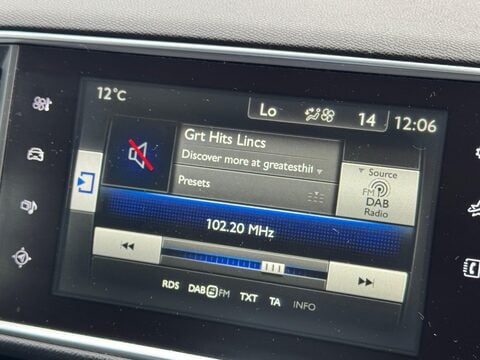 12°C
Lo 14 12:06
Grt Hits Lincs
Discover more at greatesthit
Presets
Source
FM
DAB
Radio
102.20 MHz
RDS DAB FM TXT TA INFO